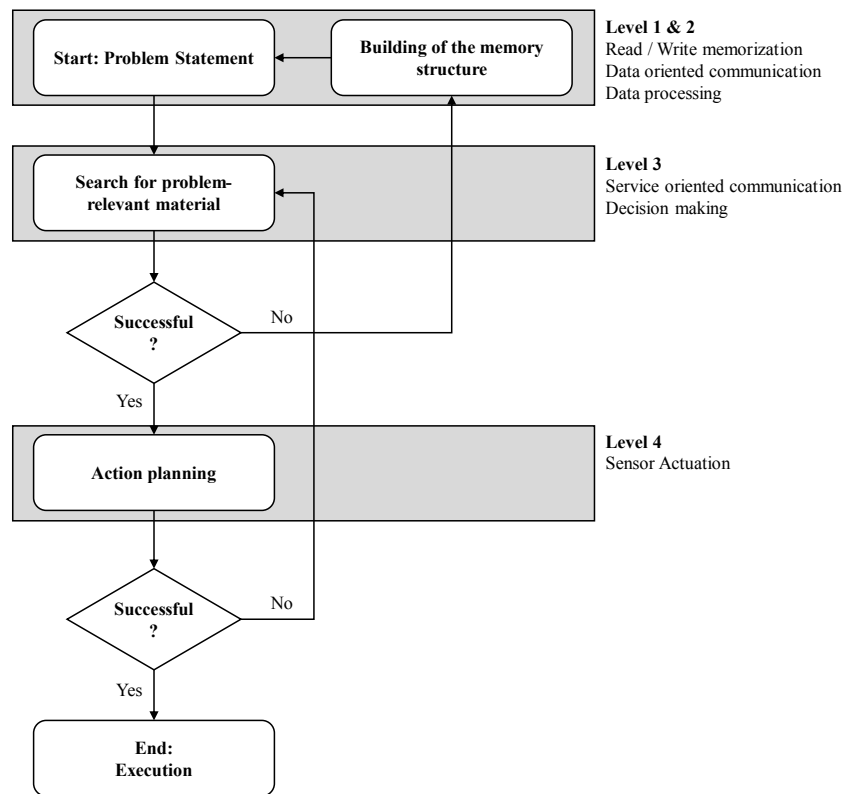 Start: Problem Statement
Building of the memory
structure
Level 1 & 2
Read / Write memorization
Data oriented communication
Data processing
Search for problem-
relevant material
Level 3
Service oriented communication
Decision making
Successful
?
No
Yes
Action planning
Level 4
Sensor Actuation
Successful
?
No
Yes
End:
Execution